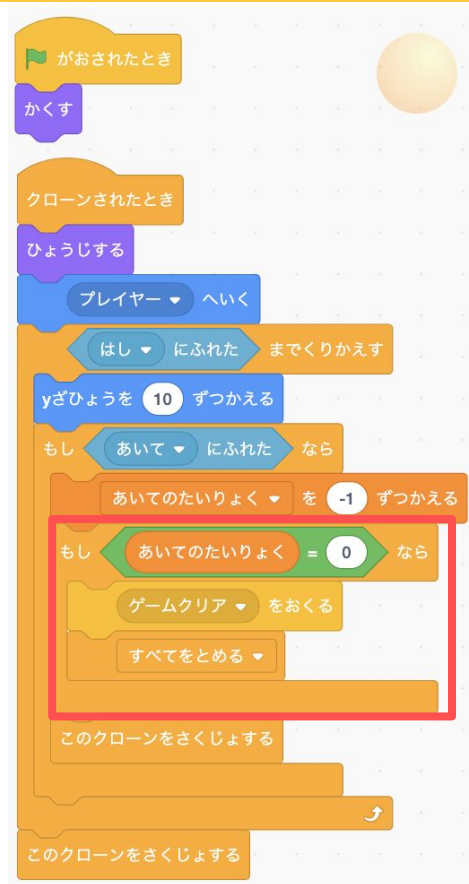 がおされたとき
かくす
クローンされたとき
ひょうじする
プレイヤー へいく
はし にふれた までくりかえす
yざひょうを 10 ずつかえる
もし あいて にふれた なら
あいてのたいりょく を -1 ずつかえる
もし あいてのたいりょく = 0 なら
ゲームクリア をおくる
すべてをとめる
このクローンをさくじょする
このクローンをさくじょする